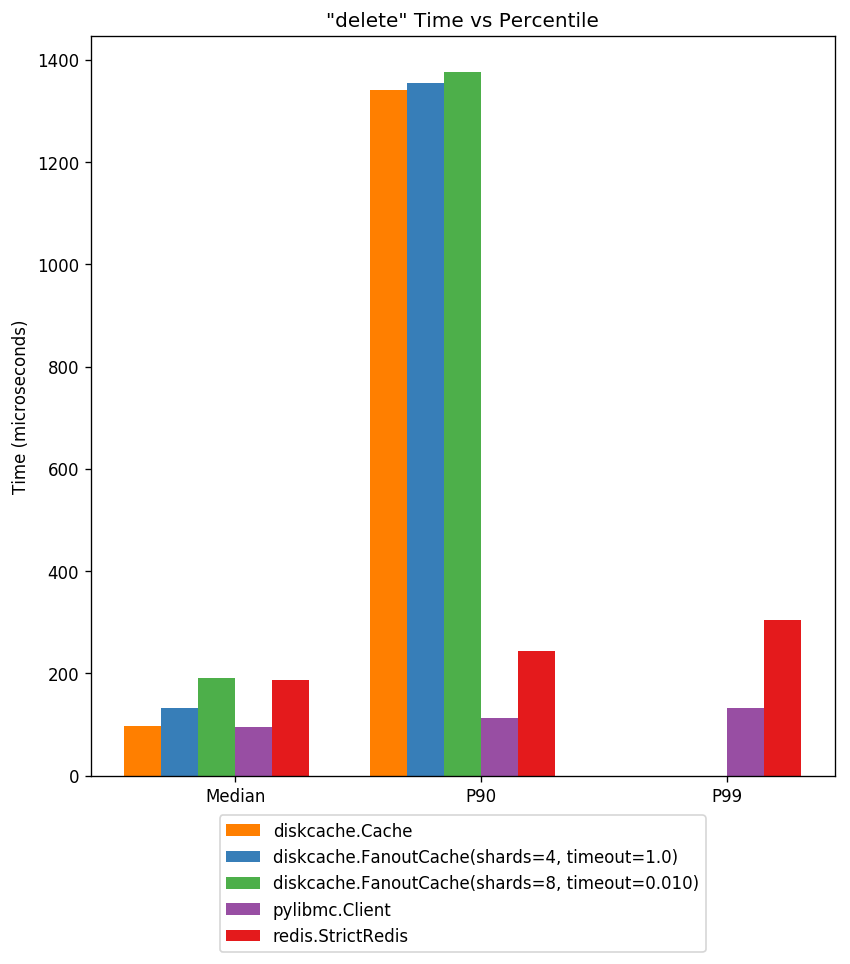 "delete" Time vs Percentile
Time (microseconds)
1400
1200
1000
800
600
400
200
0
Median P90 P99
diskcache.Cache
diskcache.FanoutCache(shards=4, timeout=1.0)
diskcache.FanoutCache(shards=8, timeout=0.010)
pylibmc.Client
redis.StrictRedis